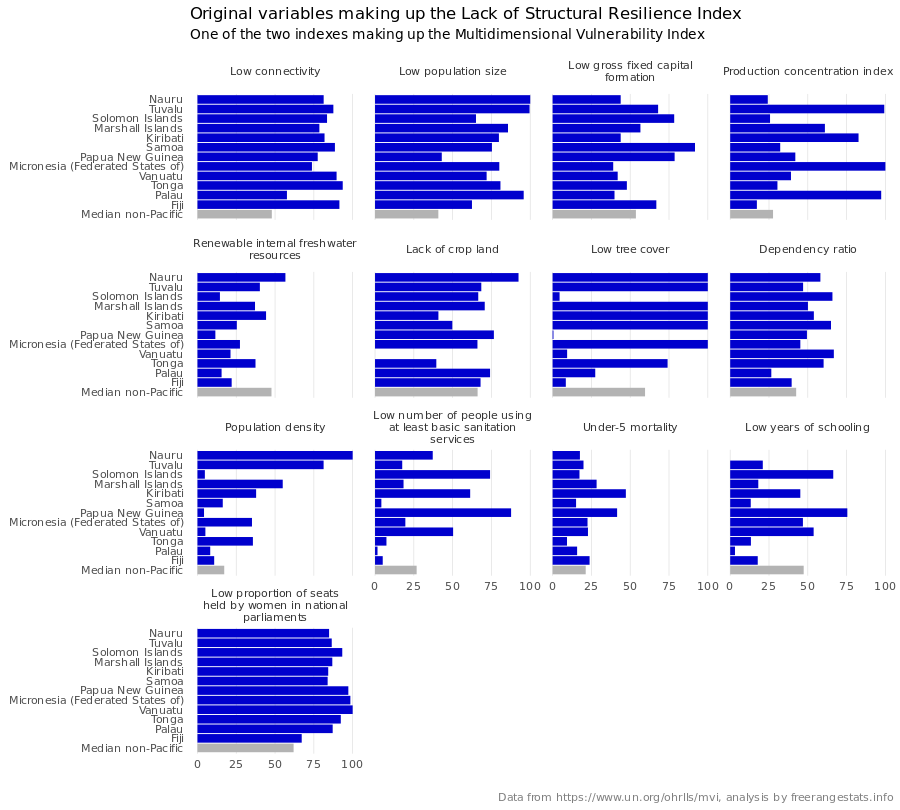 Original variables making up the Lack of Structural Resilience Index
One of the two indexes making up the Multidimensional Vulnerability Index
Low connectivity
Low population size
Low gross fixed capital
formation
Production concentration index
Nauru
Tuvalu
Solomon Islands
Marshall Islands
Kiribati
Samoa
Papua New Guinea
Micronesia (Federated States of)
Vanuatu
Tonga
Palau
Fiji
Median non-Pacific
Renewable internal freshwater
resources
Lack of crop land
Low tree cover
Dependency ratio
Nauru
Tuvalu
Solomon Islands
Marshall Islands
Kiribati
Samoa
Papua New Guinea
Micronesia (Federated States of)
Vanuatu
Tonga
Palau
Fiji
Median non-Pacific
Population density
Low number of people using
at least basic sanitation
services
Under-5 mortality
Low years of schooling
Nauru
Tuvalu
Solomon Islands
Marshall Islands
Kiribati
Samoa
Papua New Guinea
Micronesia (Federated States of)
Vanuatu
Tonga
Palau
Fiji
Median non-Pacific
0 25 50 75 100
0 25 50 75 100
0 25 50 75 100
Low proportion of seats
held by women in national
parliaments
Nauru
Tuvalu
Solomon Islands
Marshall Islands
Kiribati
Samoa
Papua New Guinea
Micronesia (Federated States of)
Vanuatu
Tonga
Palau
Fiji
Median non-Pacific
0 25 50 75 100
Data from https://www.un.org/ohrlls/mvi, analysis by freerangestats.info